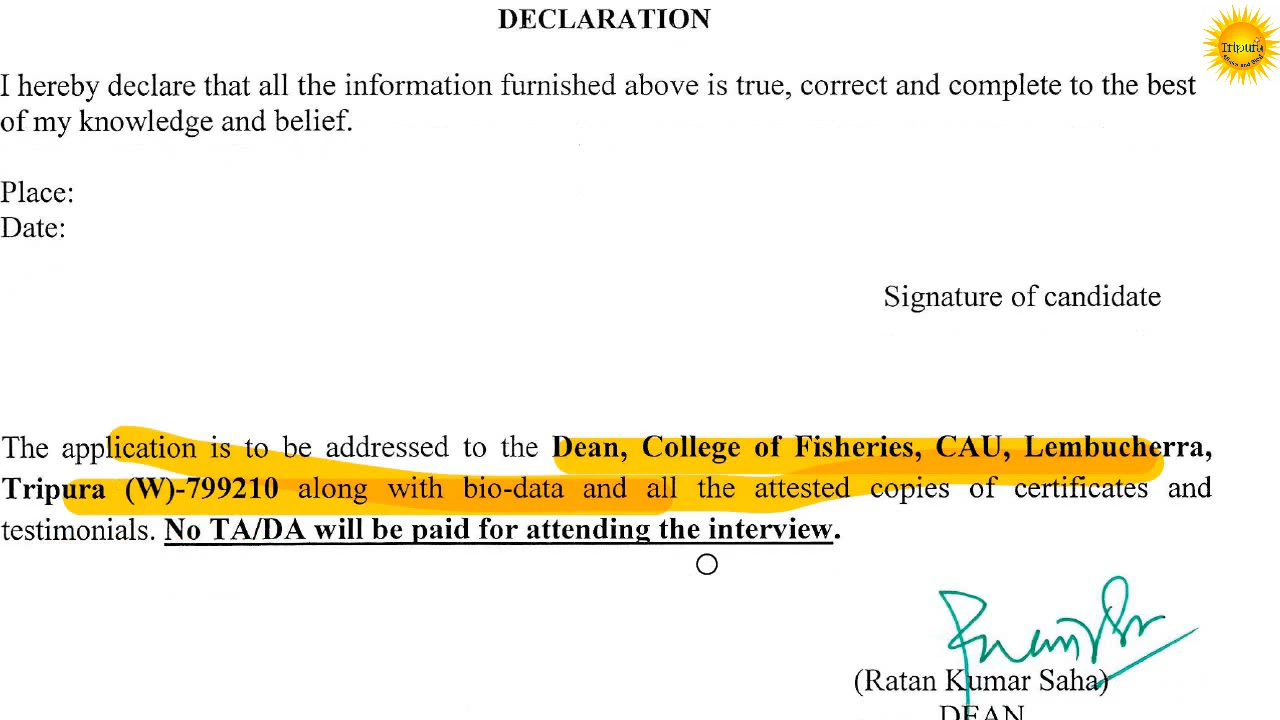 DECLARATION
Tripura
I hereby declare that all the information furnished above is true, correct and complete to the best
of my knowledge and belief.
Place:
Date:
Signature of candidate
The application is to be addressed to the Dean, College of Fisheries, CAU, Lembucherra,
Tripura (W)-799210 along with bio-data and all the attested copies of certificates and
testimonials. No TA/DA will be paid for attending the interview.
(Ratan Kumar Saha)
DEAN